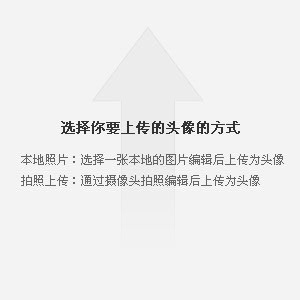 选择你要上传的头像的方式
本地照片：选择一张本地的图片编辑后上传为头像
拍照上传：通过摄像头拍照编辑后上传为头像